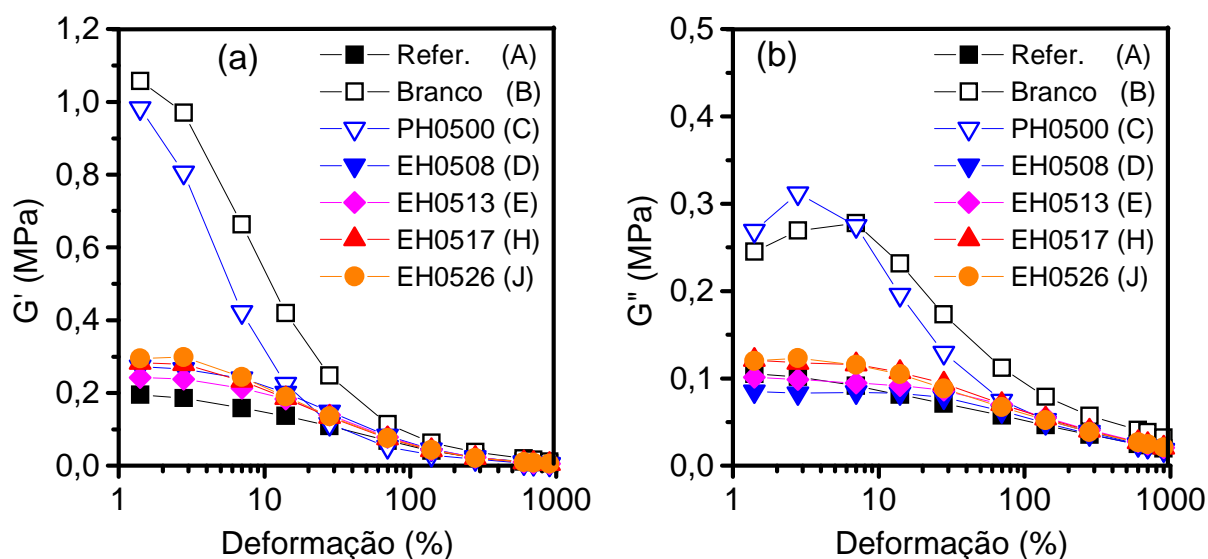 (a)
Refer. (A)
Branco (B)
PH0500 (C)
EH0508 (D)
EH0513 (E)
EH0517 (H)
EH0526 (J)
1,2
1,0
0,8
0,6
0,4
0,2
0,0
G' (MPa)
1 10 100 1000
Deformação (%)
(b)
Refer. (A)
Branco (B)
PH0500 (C)
EH0508 (D)
EH0513 (E)
EH0517 (H)
EH0526 (J)
0,5
0,4
0,3
0,2
0,1
0,0
G" (MPa)
1 10 100 1000
Deformação (%)